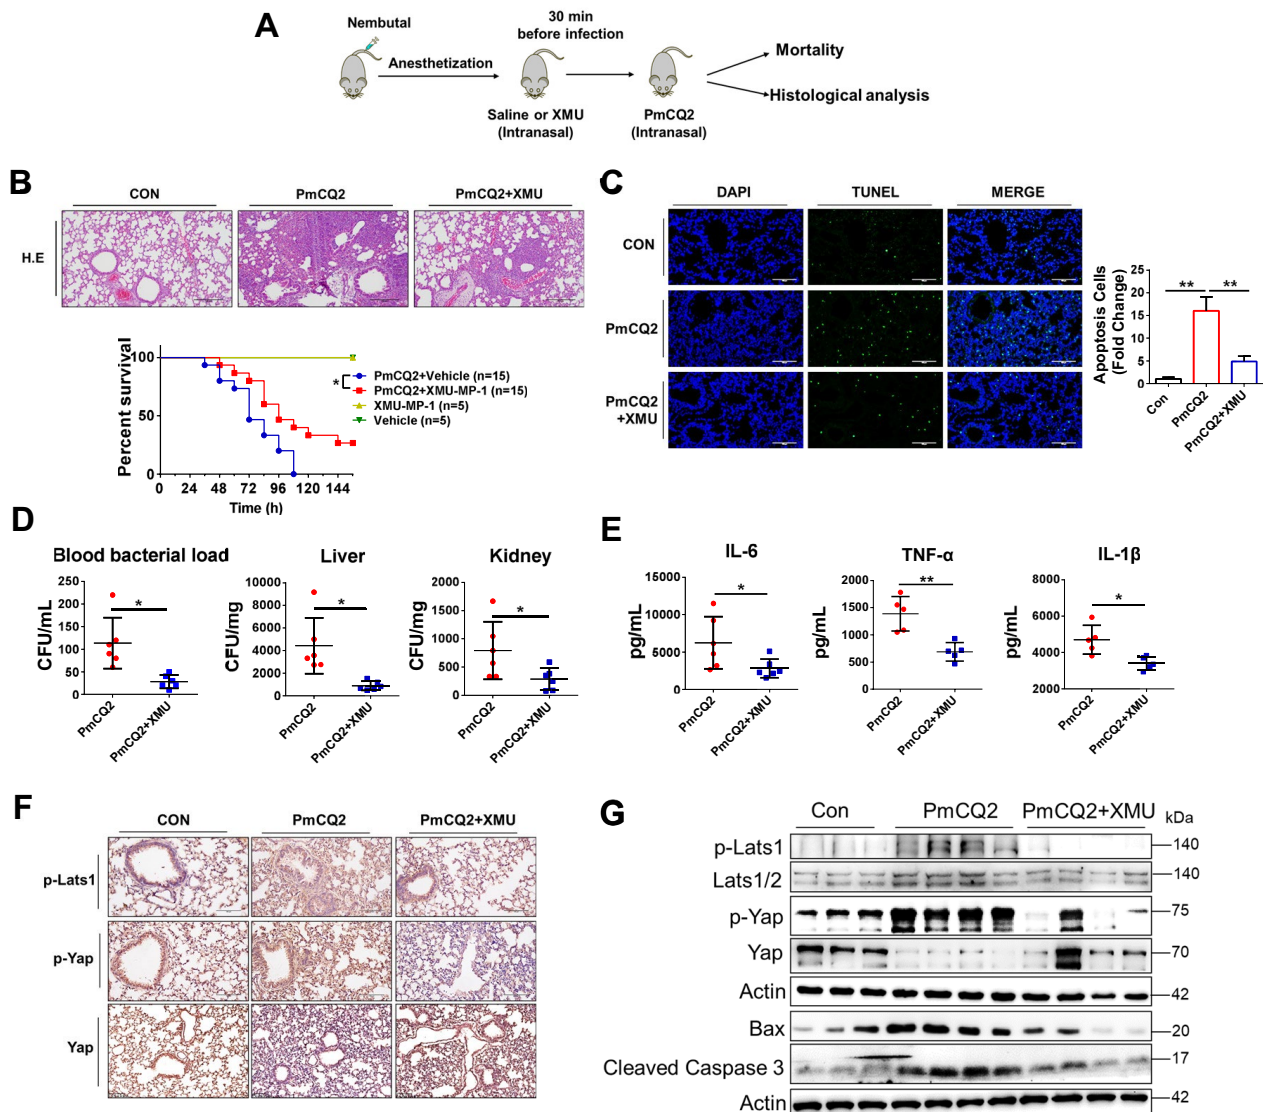 A
Nembutal
Anesthetization
30 min
before infection
Saline or XMU
(Intranasal)
PmCQ2
(Intranasal)
Mortality
Histological analysis
B
CON
PmCQ2
PmCQ2+XMU
H.E
Percent survival
100
50
0
0 24 48 72 96 120 144
Time (h)
*
PmCQ2+Vehicle (n=15)
PmCQ2+XMU-MP-1 (n=15)
XMU-MP-1 (n=5)
Vehicle (n=5)
C
DAPI
TUNEL
MERGE
CON
PmCQ2
PmCQ2
+XMU
Apoptosis Cells
(Fold Change)
25
20
15
10
5
0
** **
Con
PmCQ2
PmCQ2+XMU
D
Blood bacterial load
CFU/mL
250
200
150
100
50
0
*
PmCQ2
PmCQ2+XMU
Liver
CFU/mg
10000
8000
6000
4000
2000
0
*
PmCQ2
PmCQ2+XMU
Kidney
CFU/mg
2000
1500
1000
500
0
*
PmCQ2
PmCQ2+XMU
E
IL-6
pg/mL
15000
10000
5000
0
*
PmCQ2
PmCQ2+XMU
TNF-α
pg/mL
2000
1500
1000
500
0
**
PmCQ2
PmCQ2+XMU
IL-1β
pg/mL
8000
6000
4000
2000
*
PmCQ2
PmCQ2+XMU
F
CON
PmCQ2
PmCQ2+XMU
p-Lats1
p-Yap
Yap
G
Con
PmCQ2
PmCQ2+XMU
kDa
p-Lats1
140
Lats1/2
140
p-Yap
75
Yap
70
Actin
42
Bax
20
Cleaved Caspase 3
17
Actin
42